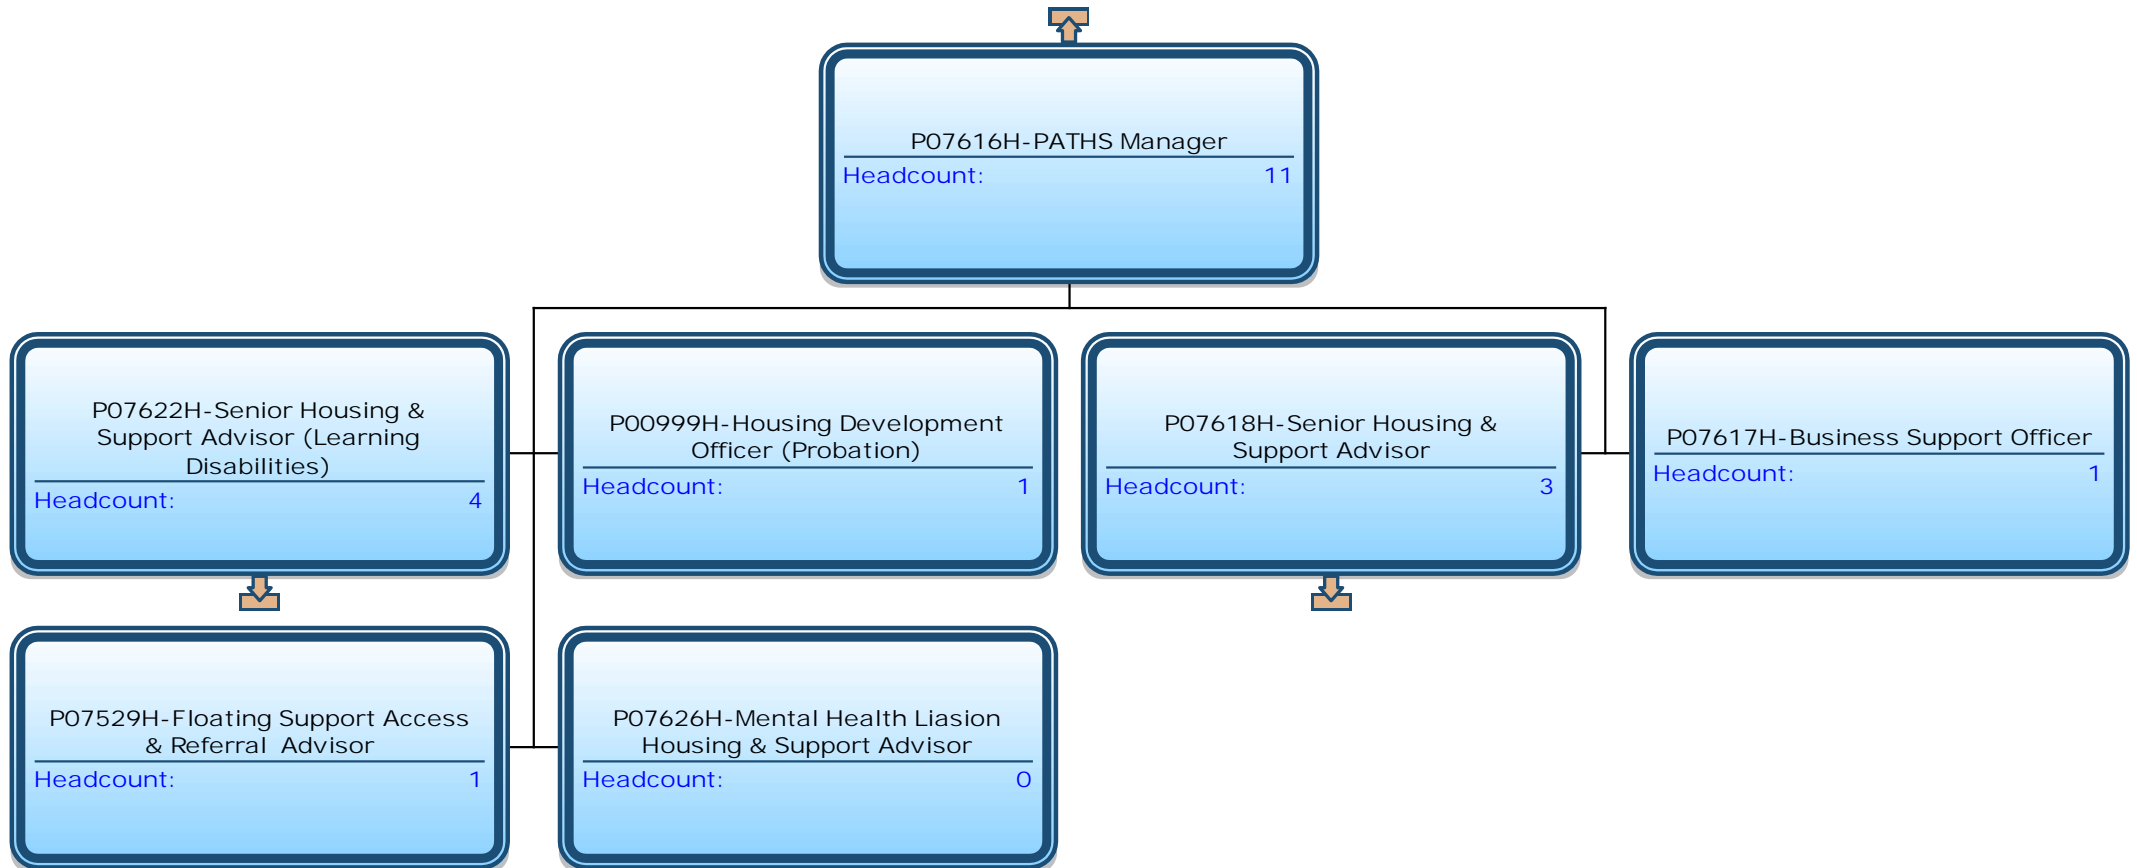 P07616H-PATHS Manager
Headcount: 11
P07622H-Senior Housing &
Support Advisor (Learning
Disabilities)
Headcount: 4
P00999H-Housing Development
Officer (Probation)
Headcount: 1
P07618H-Senior Housing &
Support Advisor
Headcount: 3
P07617H-Business Support Officer
Headcount: 1
P07529H-Floating Support Access
& Referral  Advisor
Headcount: 1
P07626H-Mental Health Liasion
Housing & Support Advisor
Headcount: 0